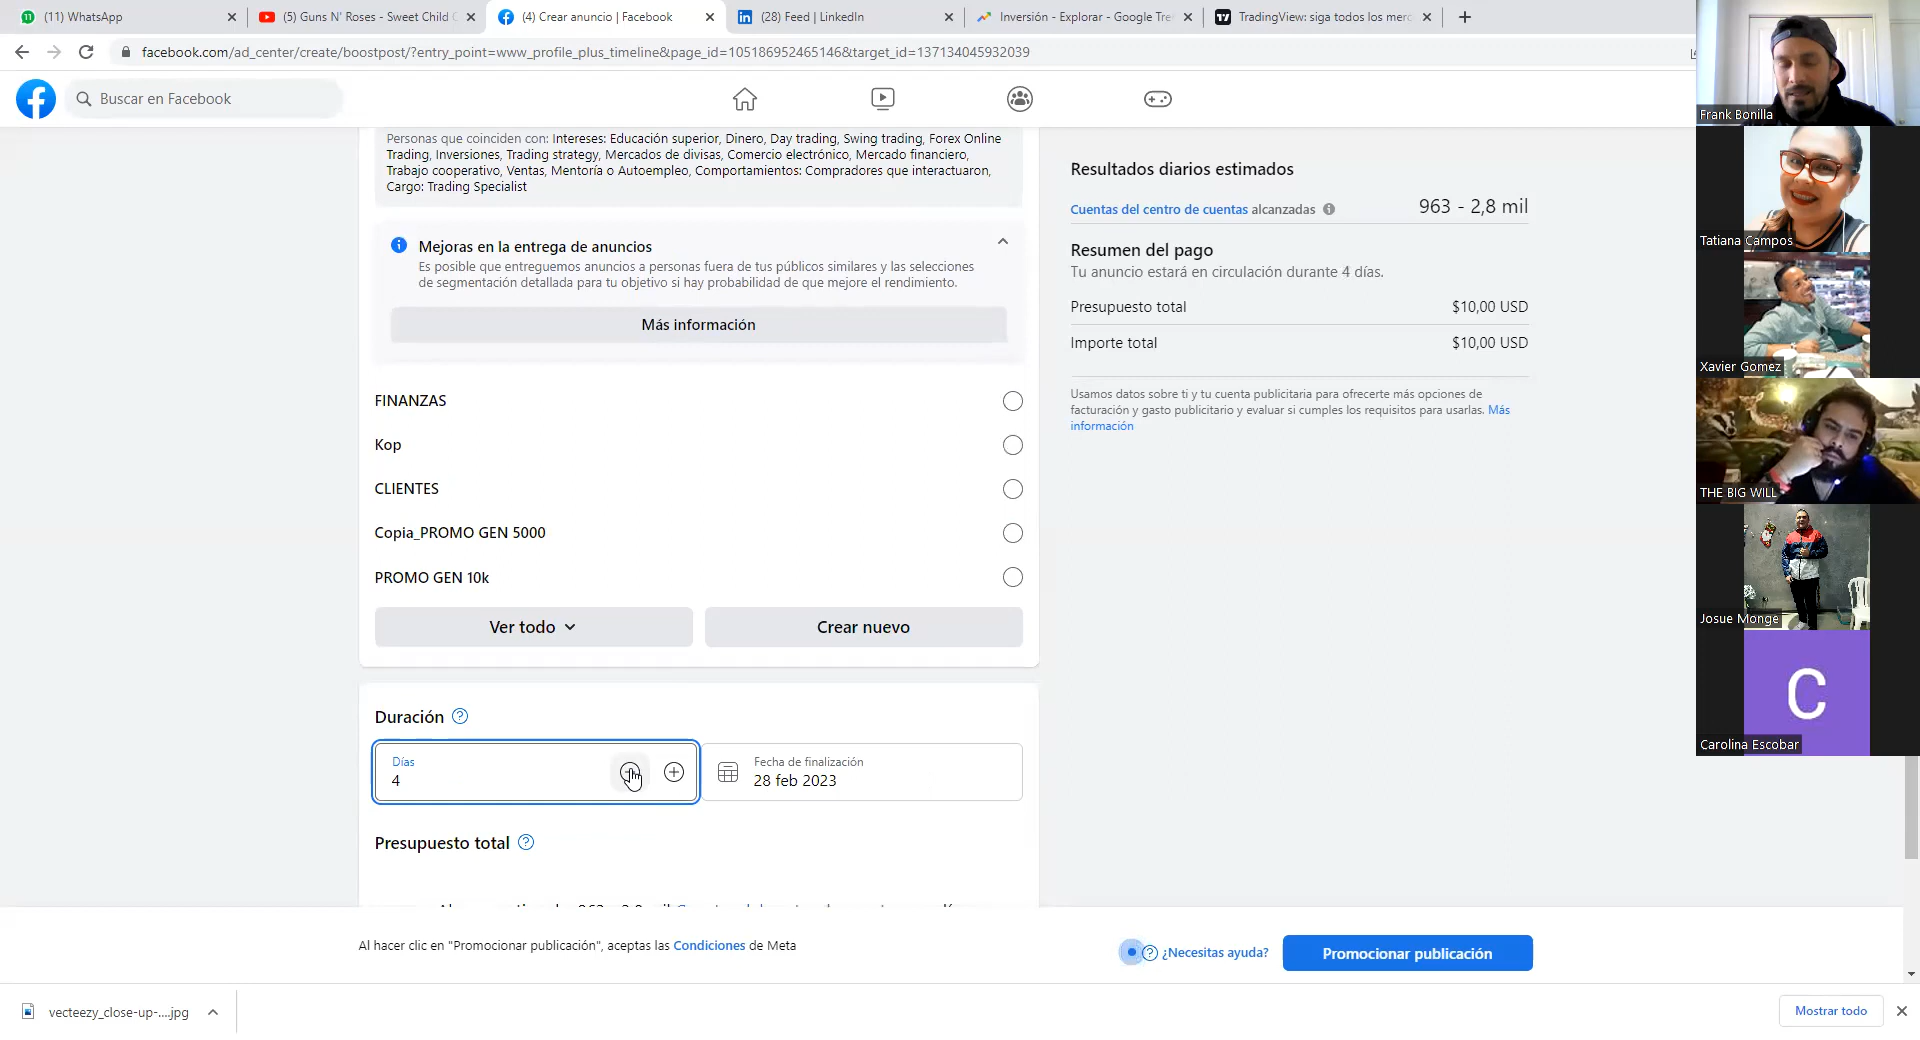 (11) WhatsApp
(5) Guns N' Roses - Sweet Child
(4) Crear anuncio | Facebook
(28) Feed | LinkedIn
Inversión - Explorar - Google Tre
TradingView: siga todos los merc
facebook.com/ad_center/create/boostpost/?entry_point=www_profile_plus_timeline&page_id=105186952465146&target_id=137134045932039
Buscar en Facebook
Personas que coinciden con: Intereses: Educación superior, Dinero, Day trading, Swing trading, Forex Online
Trading, Inversiones, Trading strategy, Mercados de divisas, Comercio electrónico, Mercado financiero,
Trabajo cooperativo, Ventas, Mentoría o Autoempleo, Comportamientos: Compradores que interactuaron,
Cargo: Trading Specialist
Mejoras en la entrega de anuncios
Es posible que entreguemos anuncios a personas fuera de tus públicos similares y las selecciones
de segmentación detallada para tu objetivo si hay probabilidad de que mejore el rendimiento.
Más información
FINANZAS
Kop
CLIENTES
Copia_PROMO GEN 5000
PROMO GEN 10k
Ver todo
Crear nuevo
Duración
Días
4
Fecha de finalización
28 feb 2023
Presupuesto total
Resultados diarios estimados
Cuentas del centro de cuentas alcanzadas
963 - 2,8 mil
Resumen del pago
Tu anuncio estará en circulación durante 4 días.
Presupuesto total
$10,00 USD
Importe total
$10,00 USD
Usamos datos sobre ti y tu cuenta publicitaria para ofrecerte más opciones de
facturación y gasto publicitario y evaluar si cumples los requisitos para usarlas. Más
información
Al hacer clic en "Promocionar publicación", aceptas las Condiciones de Meta
¿Necesitas ayuda?
Promocionar publicación
vecteezy_close-up-....jpg
Mostrar todo
Frank Bonilla
Tatiana Campos
Xavier Gomez
THE BIG WILL
Josue Monge
C
Carolina Escobar